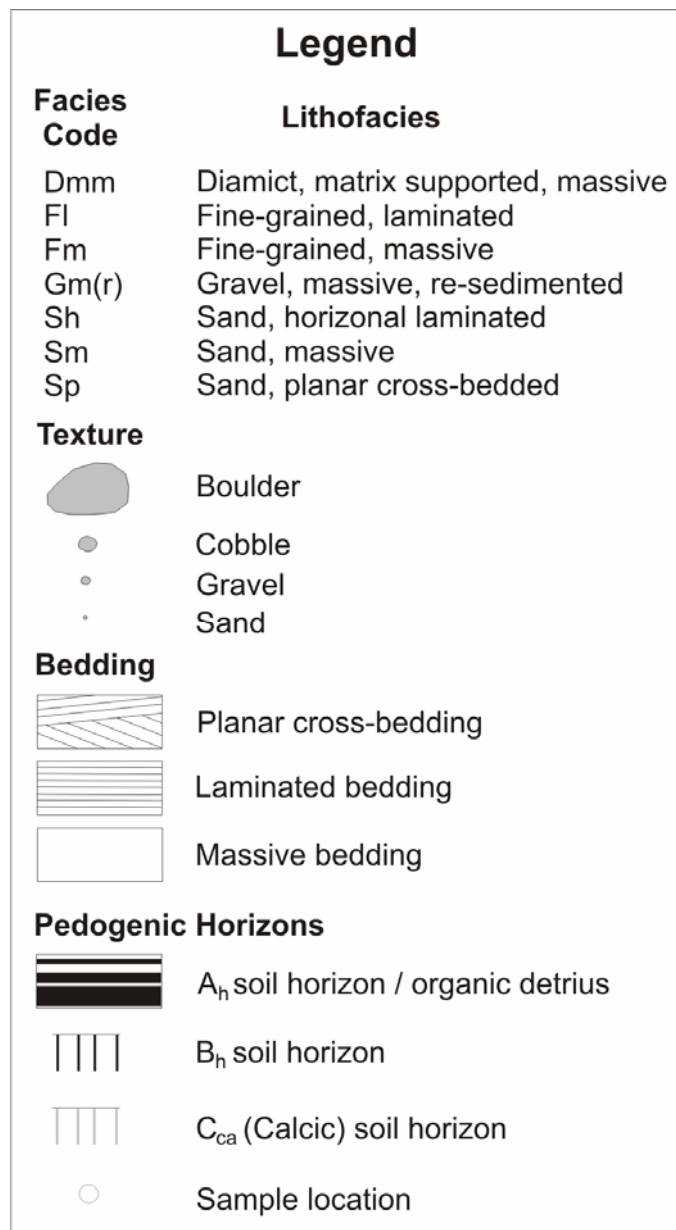 Legend
Facies Code Lithofacies
Dmm Diamict, matrix supported, massive
Fl Fine-grained, laminated
Fm Fine-grained, massive
Gm(r) Gravel, massive, re-sedimented
Sh Sand, horizonal laminated
Sm Sand, massive
Sp Sand, planar cross-bedded
Texture
Boulder
Cobble
Gravel
Sand
Bedding
Planar cross-bedding
Laminated bedding
Massive bedding
Pedogenic Horizons
Ah soil horizon / organic detrius
Bh soil horizon
Cca (Calcic) soil horizon
Sample location